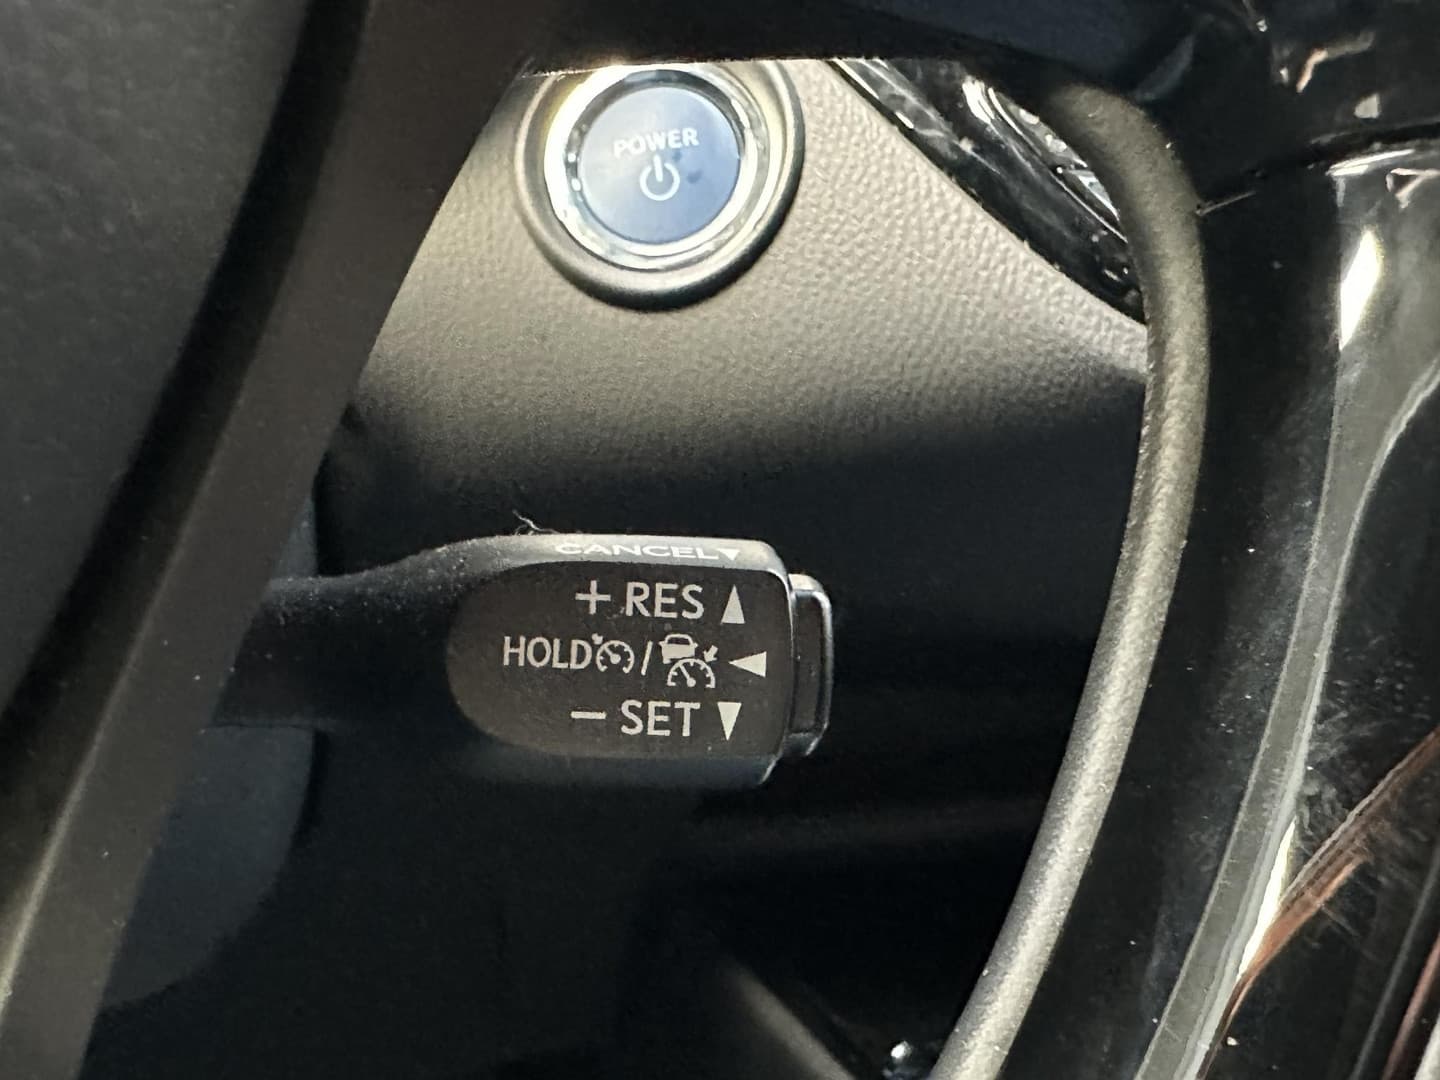 POWER
CANCEL▼
+ RES ▲
HOLD / ◄
− SET ▼